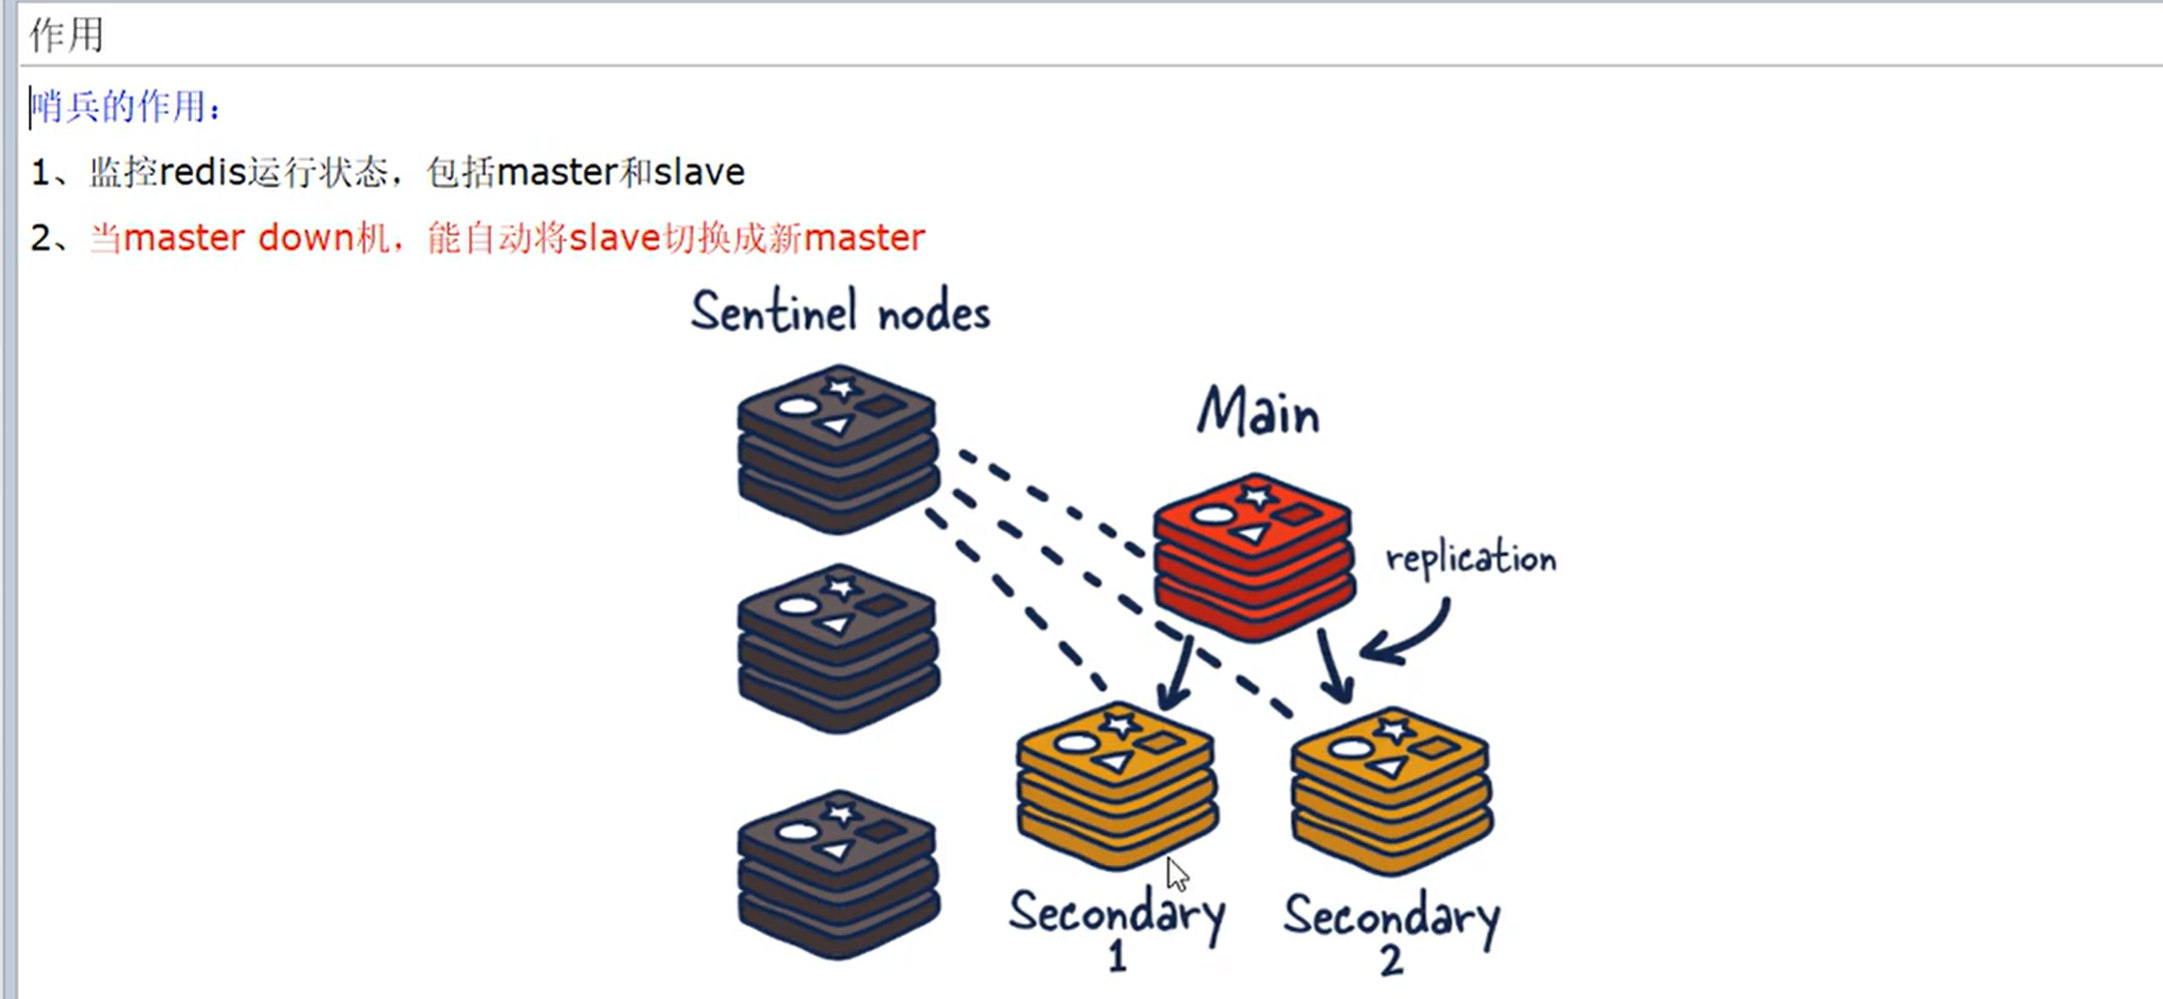 作用
哨兵的作用：
1、监控redis运行状态，包括master和slave
2、当master down机，能自动将slave切换成新master
Sentinel nodes
Main
replication
Secondary
1
Secondary
2